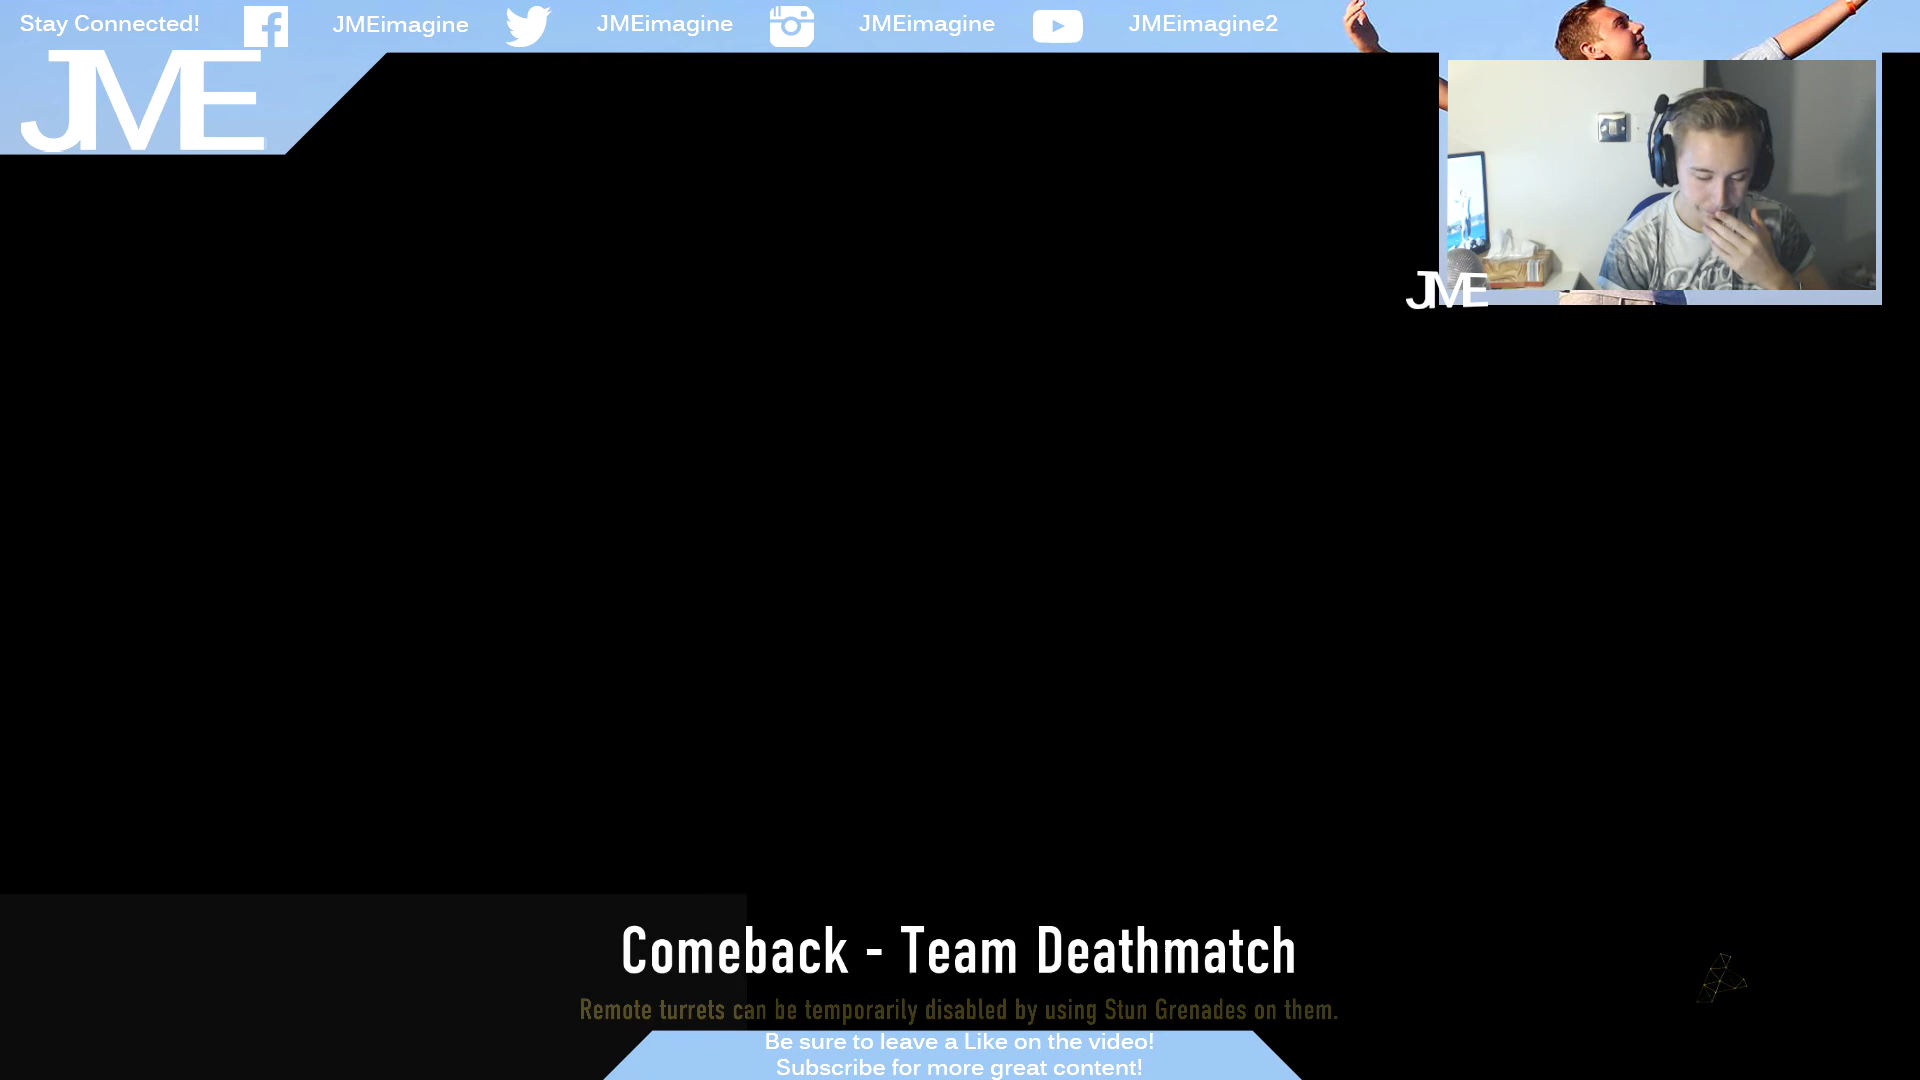 Stay Connected! JMEimagine JMEimagine JMEimagine JMEimagine2
JME
JME
Comeback - Team Deathmatch
Remote turrets can be temporarily disabled by using Stun Grenades on them.
Be sure to leave a Like on the video!
Subscribe for more great content!